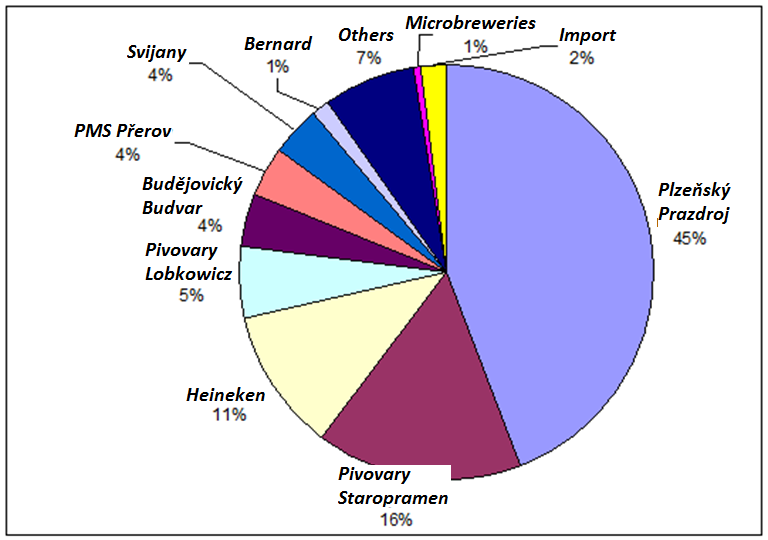 Microbreweries
1%
Import
2%
Others
7%
Bernard
1%
Svijany
4%
PMS Přerov
4%
Budějovický
Budvar
4%
Pivovary
Lobkowicz
5%
Heineken
11%
Pivovary
Staropramen
16%
Plzeňský
Prazdroj
45%